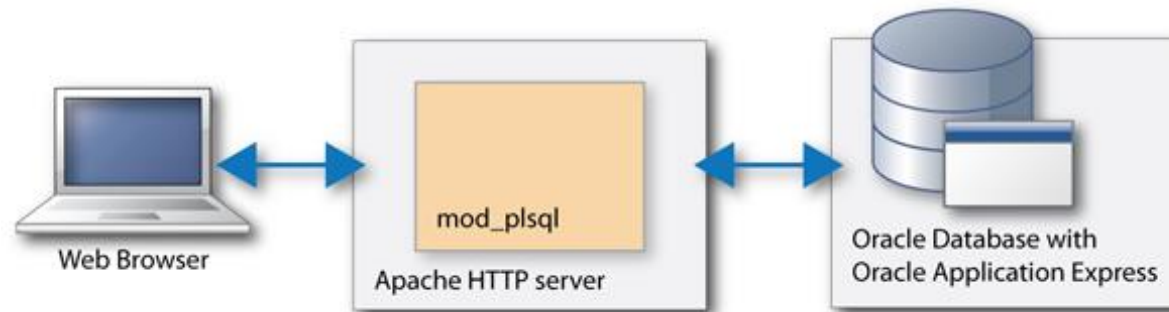 Web Browser
mod_plsql
Apache HTTP server
Oracle Database with
Oracle Application Express